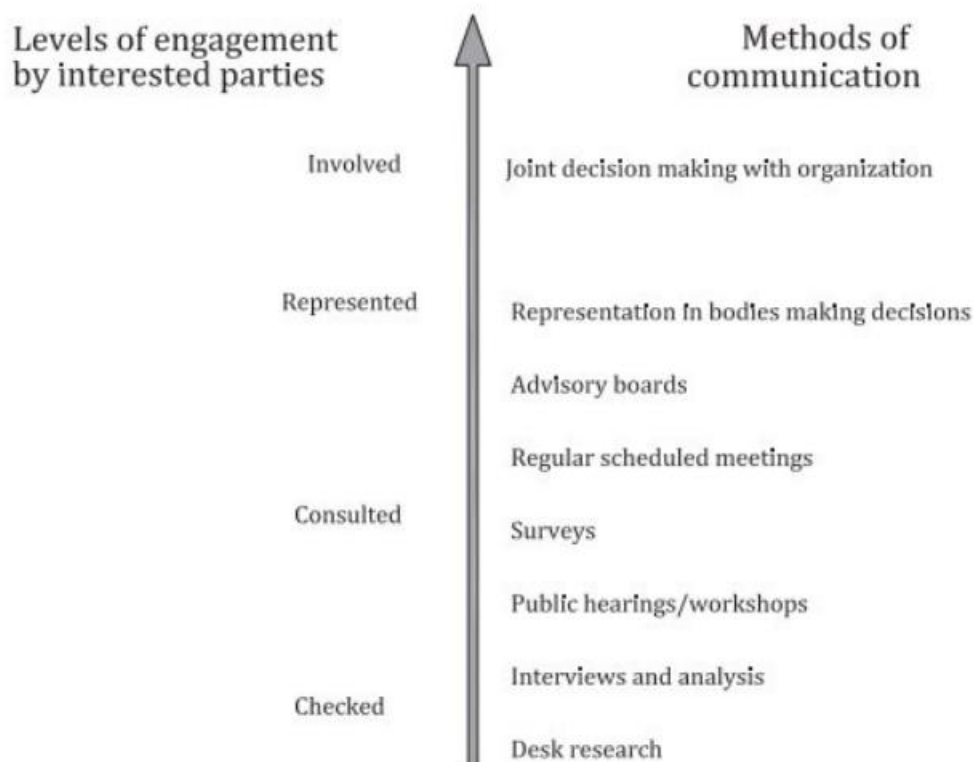 Levels of engagement
by interested parties
Methods of
communication
Involved
Joint decision making with organization
Represented
Representation in bodies making decisions
Advisory boards
Regular scheduled meetings
Consulted
Surveys
Public hearings/workshops
Interviews and analysis
Checked
Desk research